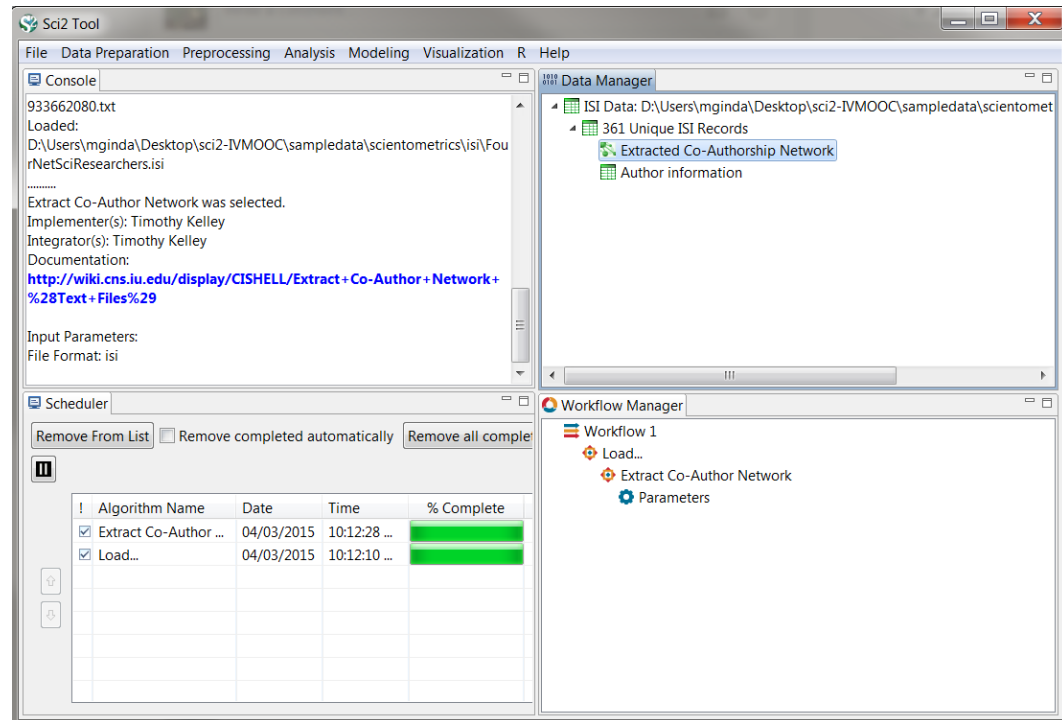 Sci2 Tool
File Data Preparation Preprocessing Analysis Modeling Visualization R Help
Console
933662080.txt
Loaded:
D:\Users\mginda\Desktop\sci2-IVMOOC\sampledata\scientometrics\isi\Fou
rNetSciResearchers.isi
..........
Extract Co-Author Network was selected.
Implementer(s): Timothy Kelley
Integrator(s): Timothy Kelley
Documentation:
http://wiki.cns.iu.edu/display/CISHELL/Extract+Co-Author+Network+
%28Text+Files%29
Input Parameters:
File Format: isi
Data Manager
ISI Data: D:\Users\mginda\Desktop\sci2-IVMOOC\sampledata\scientomet
361 Unique ISI Records
Extracted Co-Authorship Network
Author information
Scheduler
Remove From List Remove completed automatically Remove all complet
! Algorithm Name Date Time % Complete
Extract Co-Author ... 04/03/2015 10:12:28 ...
Load... 04/03/2015 10:12:10 ...
Workflow Manager
Workflow 1
Load...
Extract Co-Author Network
Parameters